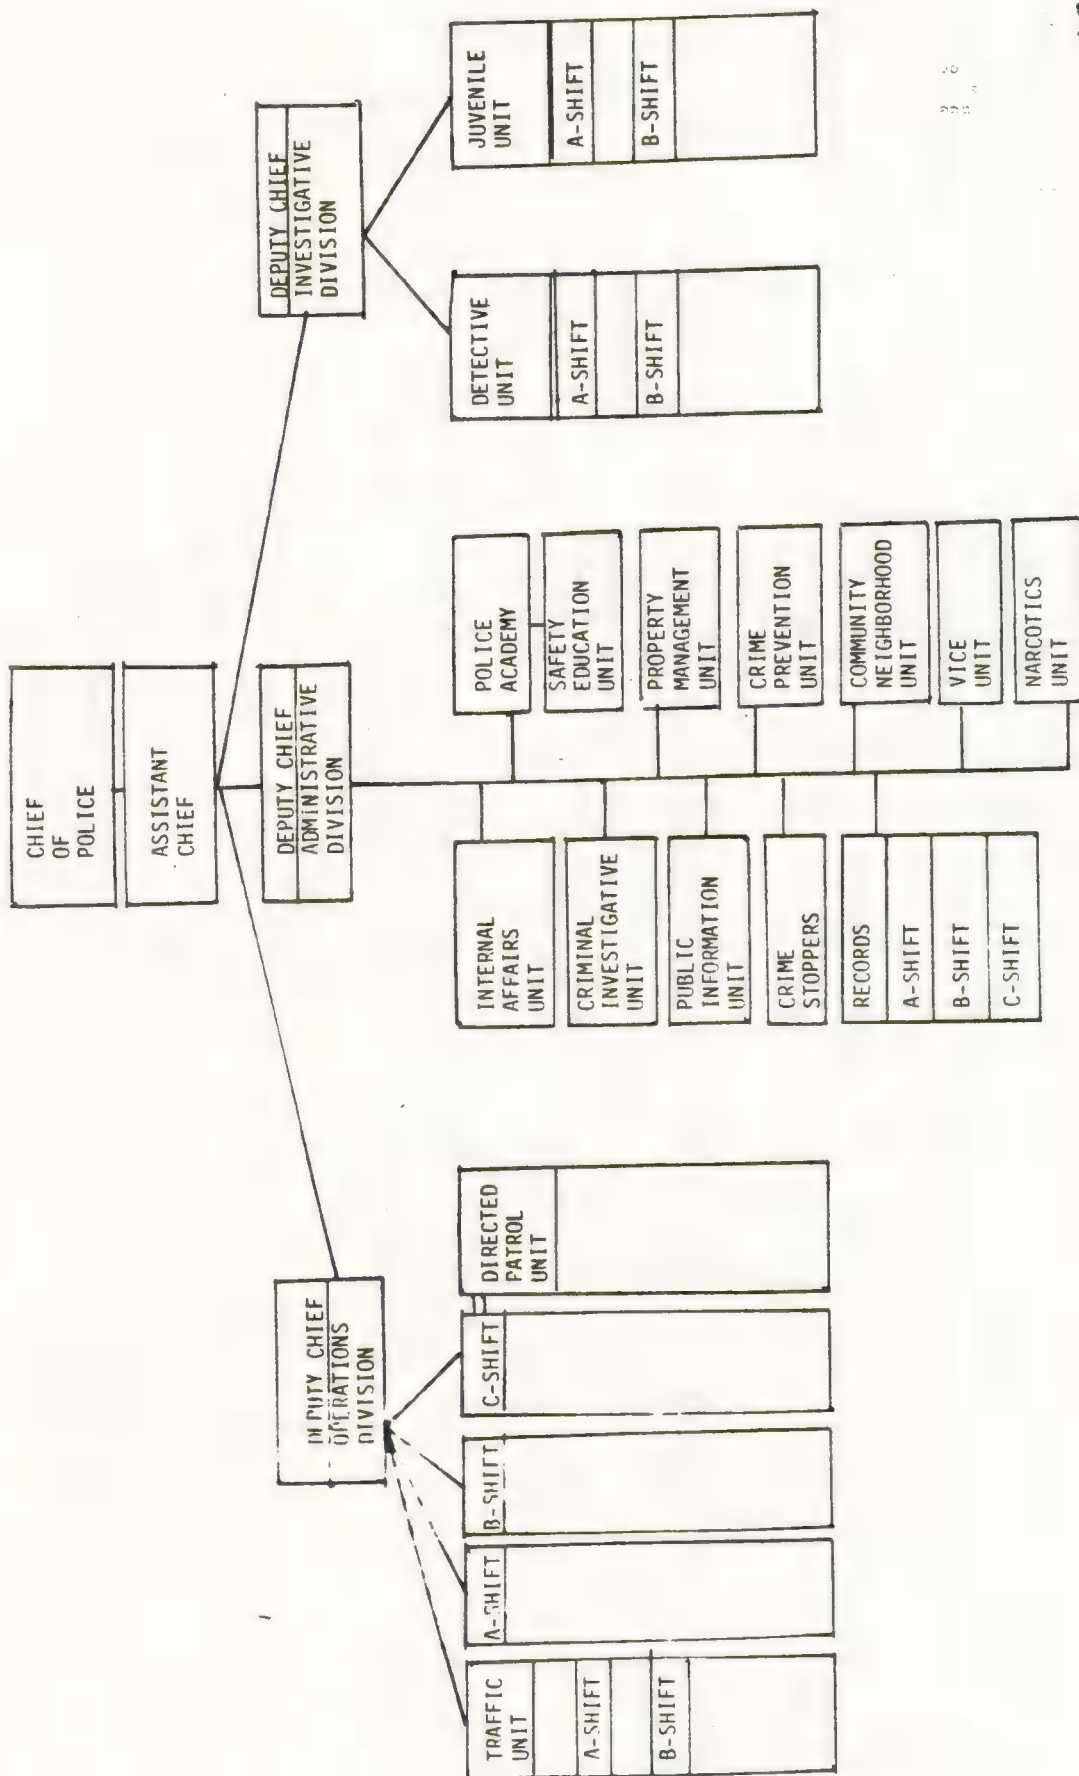 CHIEF
OF
POLICE
ASSISTANT
CHIEF
DEPUTY CHIEF
OPERATIONS
DIVISION
DEPUTY CHIEF
ADMINISTRATIVE
DIVISION
DEPUTY CHIEF
INVESTIGATIVE
DIVISION
TRAFFIC
UNIT
A-SHIFT
B-SHIFT
A-SHIFT
B-SHIFT
C-SHIFT
DIRECTED
PATROL
UNIT
INTERNAL
AFFAIRS
UNIT
CRIMINAL
INVESTIGATIVE
UNIT
PUBLIC
INFORMATION
UNIT
CRIME
STOPPERS
RECORDS
A-SHIFT
B-SHIFT
C-SHIFT
POLICE
ACADEMY
SAFETY
EDUCATION
UNIT
PROPERTY
MANAGEMENT
UNIT
CRIME
PREVENTION
UNIT
COMMUNITY
NEIGHBORHOOD
UNIT
VICE
UNIT
NARCOTICS
UNIT
DETECTIVE
UNIT
A-SHIFT
B-SHIFT
JUVENILE
UNIT
A-SHIFT
B-SHIFT